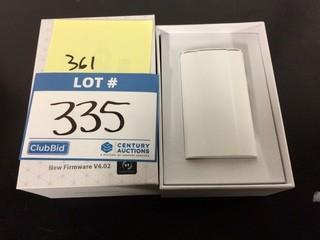 361
LOT #
335
ClubBid
CENTURY
AUCTIONS
New Firmware V4.02